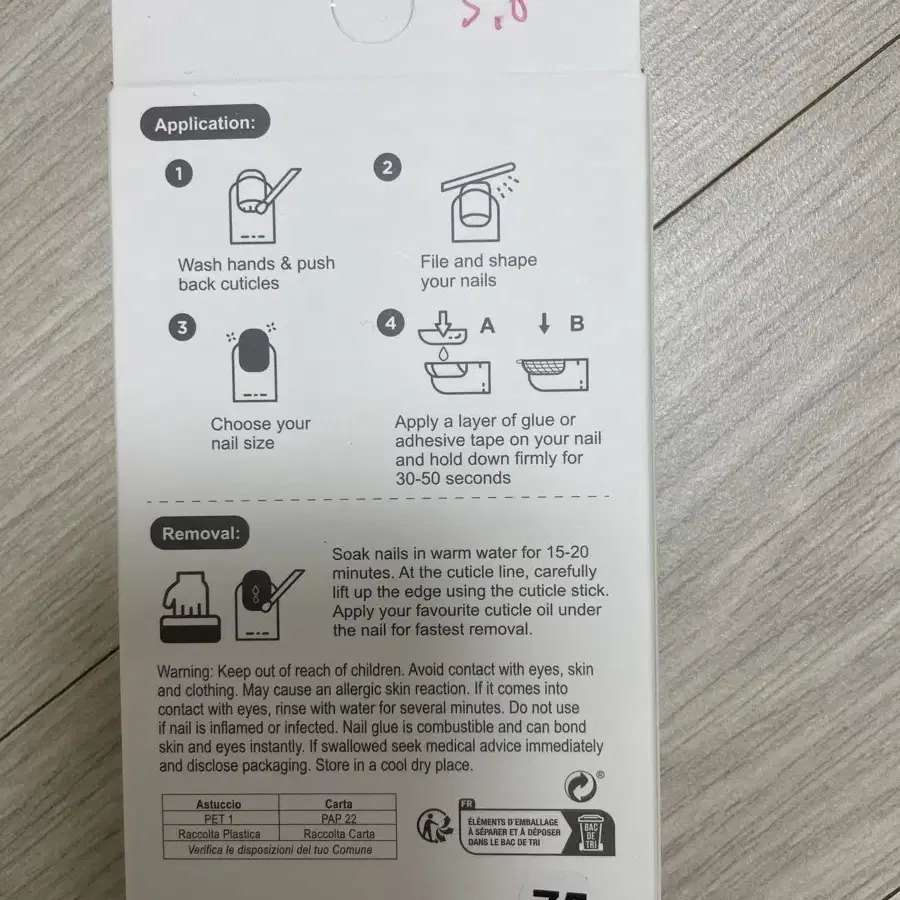 5,0
Application:
1
2
Wash hands & push
back cuticles
File and shape
your nails
3
4
A
B
Choose your
nail size
Apply a layer of glue or
adhesive tape on your nail
and hold down firmly for
30-50 seconds
Removal:
Soak nails in warm water for 15-20
minutes. At the cuticle line, carefully
lift up the edge using the cuticle stick.
Apply your favourite cuticle oil under
the nail for fastest removal.
Warning: Keep out of reach of children. Avoid contact with eyes, skin
and clothing. May cause an allergic skin reaction. If it comes into
contact with eyes, rinse with water for several minutes. Do not use
if nail is inflamed or infected. Nail glue is combustible and can bond
skin and eyes instantly. If swallowed seek medical advice immediately
and disclose packaging. Store in a cool dry place.
®
Astuccio Carta
PET 1 PAP 22
Raccolta Plastica Raccolta Carta
Verifica le disposizioni del tuo Comune
FR
ÉLÉMENTS D'EMBALLAGE
À SÉPARER ET À DÉPOSER
DANS LE BAC DE TRI
BAC
DE
TRI